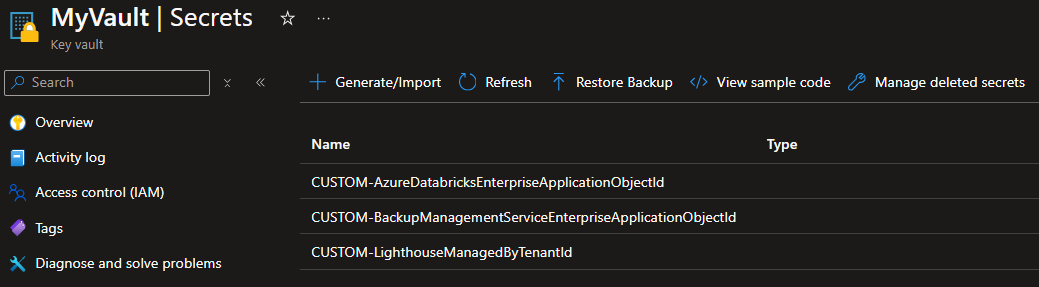 MyVault | Secrets
Key vault
Search
Generate/Import Refresh Restore Backup View sample code Manage deleted secrets
Overview
Activity log
Access control (IAM)
Tags
Diagnose and solve problems
Name Type
CUSTOM-AzureDatabricksEnterpriseApplicationObjectId
CUSTOM-BackupManagementServiceEnterpriseApplicationObjectId
CUSTOM-LighthouseManagedByTenantId